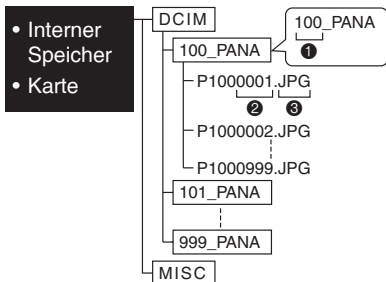 • Interner
Speicher
• Karte
DCIM
100_PANA
100_PANA
❶
P1000001.JPG
❷ ❸
P1000002.JPG
P1000999.JPG
101_PANA
999_PANA
MISC